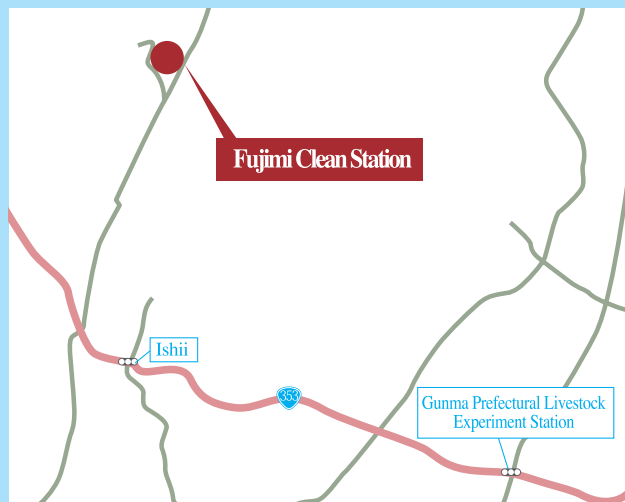 Fujimi Clean Station
Ishii
353
Gunma Prefectural Livestock
Experiment Station